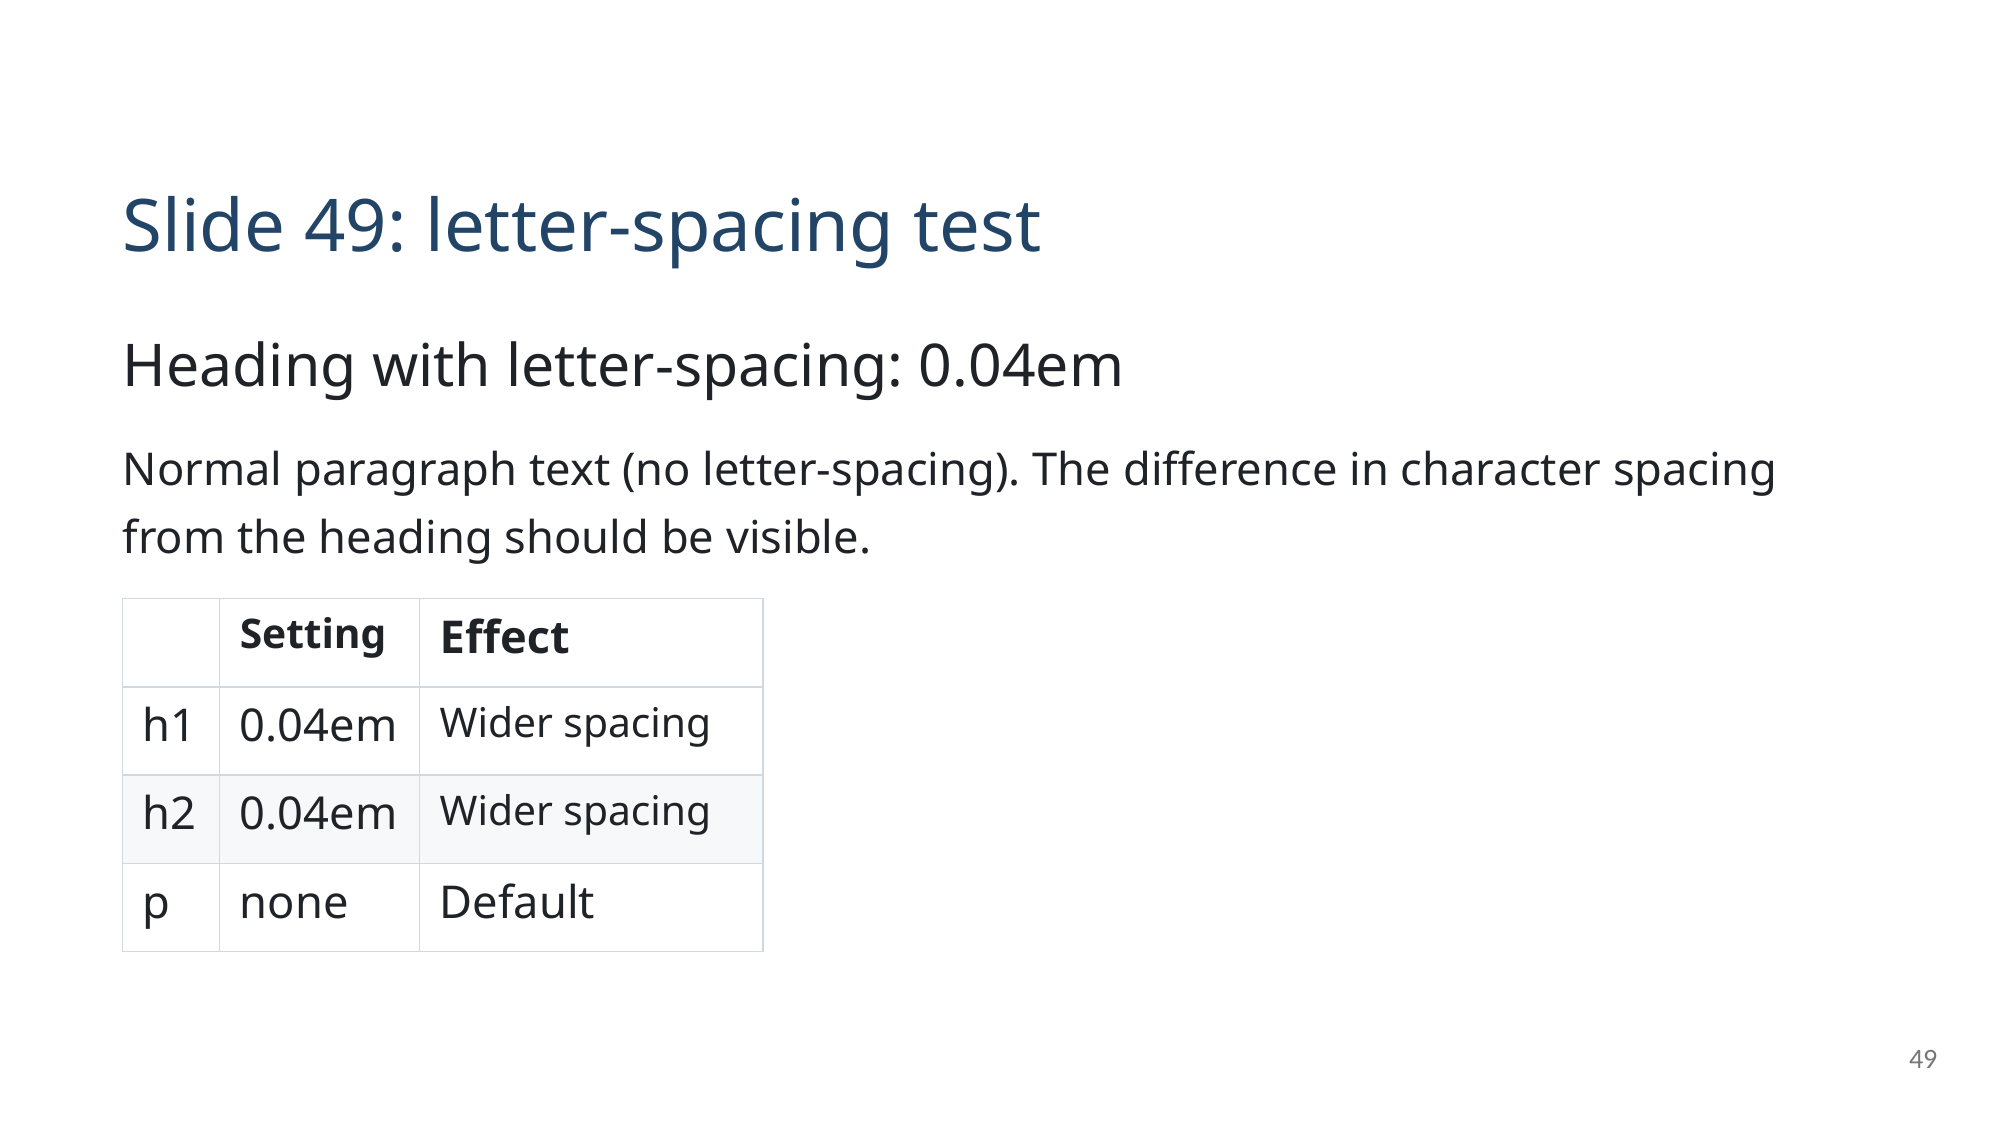 Slide 49: letter-spacing test
Heading with letter-spacing: 0.04em
Normal paragraph text (no letter-spacing). The difference in character spacing
from the heading should be visible.
Setting Effect
h1 0.04em Wider spacing
h2 0.04em Wider spacing
p none Default
49